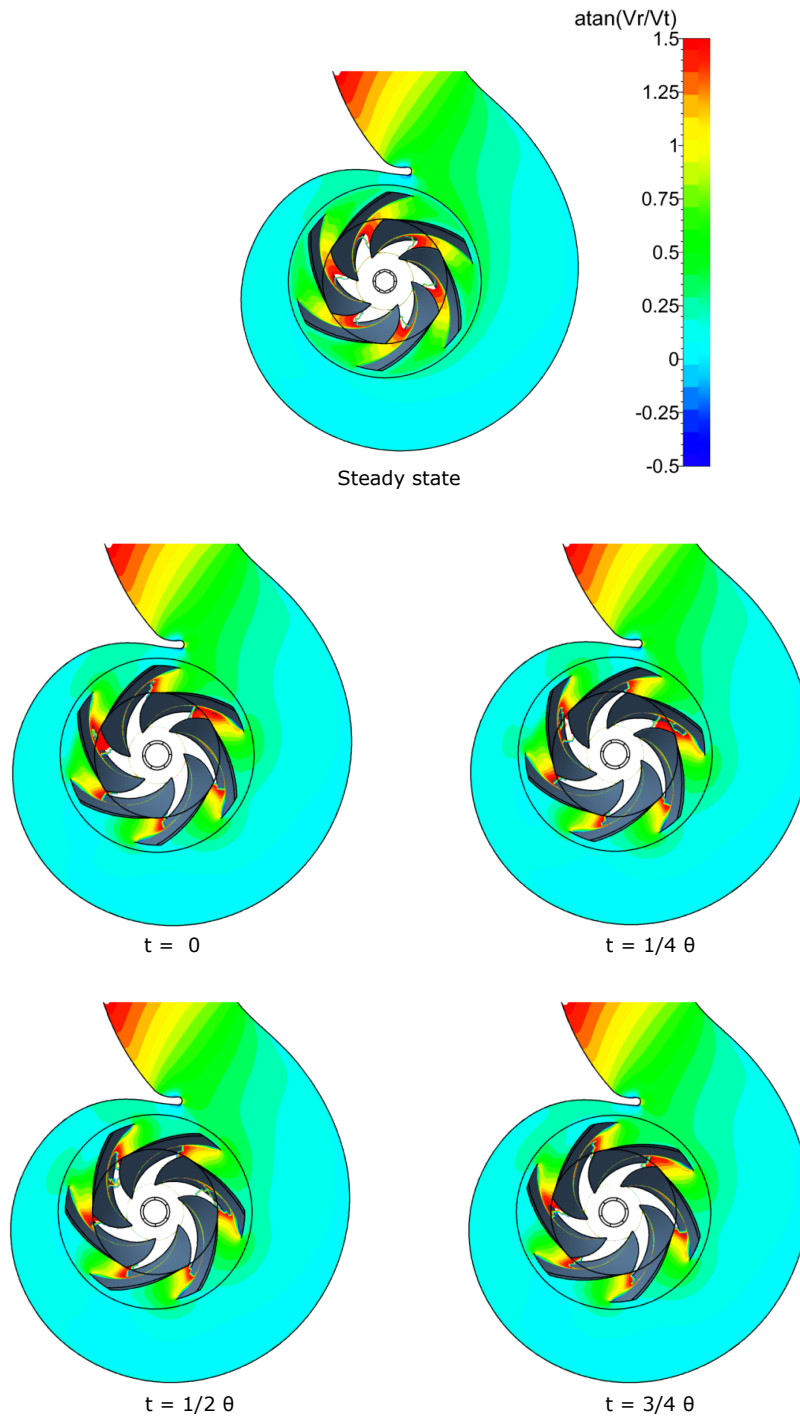 atan(Vr/Vt)
1.5
1.25
1
0.75
0.5
0.25
0
-0.25
-0.5
Steady state
t = 0
t = 1/4 θ
t = 1/2 θ
t = 3/4 θ